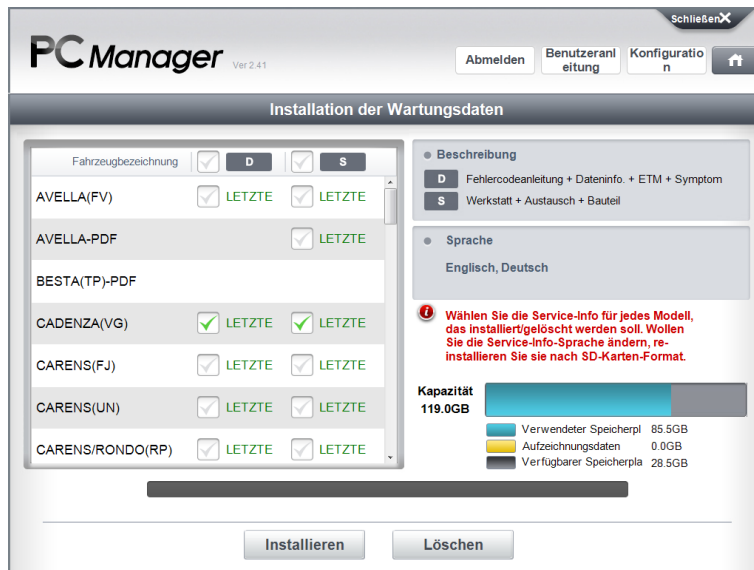 Schließen X
PC Manager Ver 2.41
Abmelden
Benutzeranl
eitung
Konfiguratio
n
Installation der Wartungsdaten
Fahrzeugbezeichnung D S
AVELLA(FV) LETZTE LETZTE
AVELLA-PDF LETZTE
BESTA(TP)-PDF
CADENZA(VG) LETZTE LETZTE
CARENS(FJ) LETZTE LETZTE
CARENS(UN) LETZTE LETZTE
CARENS/RONDO(RP) LETZTE LETZTE
Beschreibung
D Fehlercodeanleitung + Dateninfo. + ETM + Symptom
S Werkstatt + Austausch + Bauteil
Sprache
Englisch, Deutsch
Wählen Sie die Service-Info für jedes Modell,
das installiert/gelöscht werden soll. Wollen
Sie die Service-Info-Sprache ändern, re-
installieren Sie sie nach SD-Karten-Format.
Kapazität
119.0GB
Verwendeter Speicherpl 85.5GB
Aufzeichnungsdaten 0.0GB
Verfügbarer Speicherpla 28.5GB
Installieren
Löschen